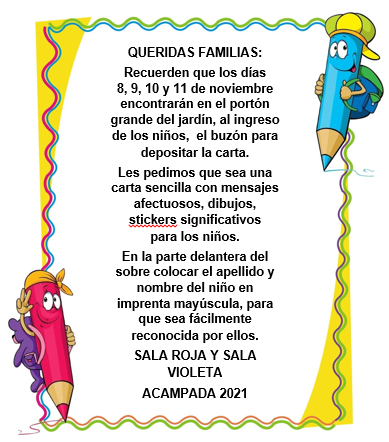 QUERIDAS FAMILIAS:
Recuerden que los días
8, 9, 10 y 11 de noviembre
encontrarán en el portón
grande del jardín, al ingreso
de los niños, el buzón para
depositar la carta.
Les pedimos que sea una
carta sencilla con mensajes
afectuosos, dibujos,
stickers significativos
para los niños.
En la parte delantera del
sobre colocar el apellido y
nombre del niño en
imprenta mayúscula, para
que sea fácilmente
reconocida por ellos.
SALA ROJA Y SALA
VIOLETA
ACAMPADA 2021